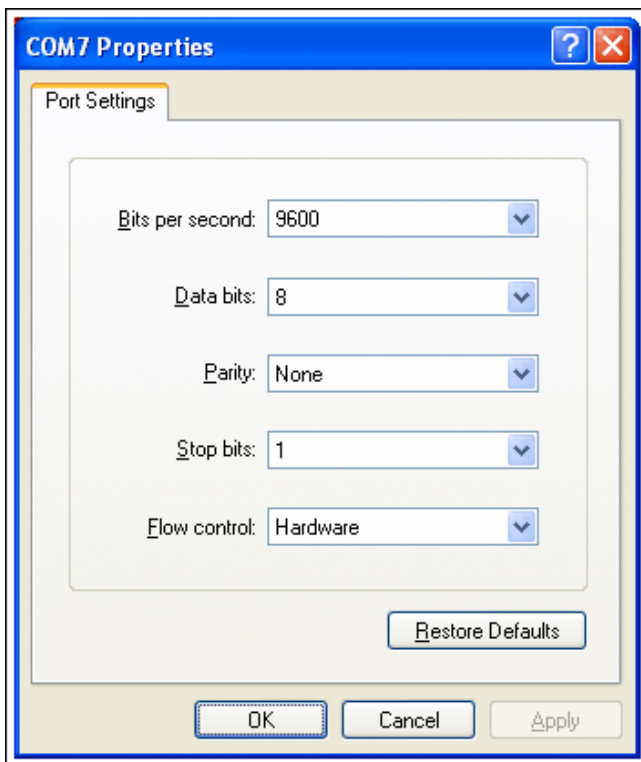 COM7 Properties
Port Settings
Bits per second: 9600
Data bits: 8
Parity: None
Stop bits: 1
Flow control: Hardware
Restore Defaults
OK Cancel Apply